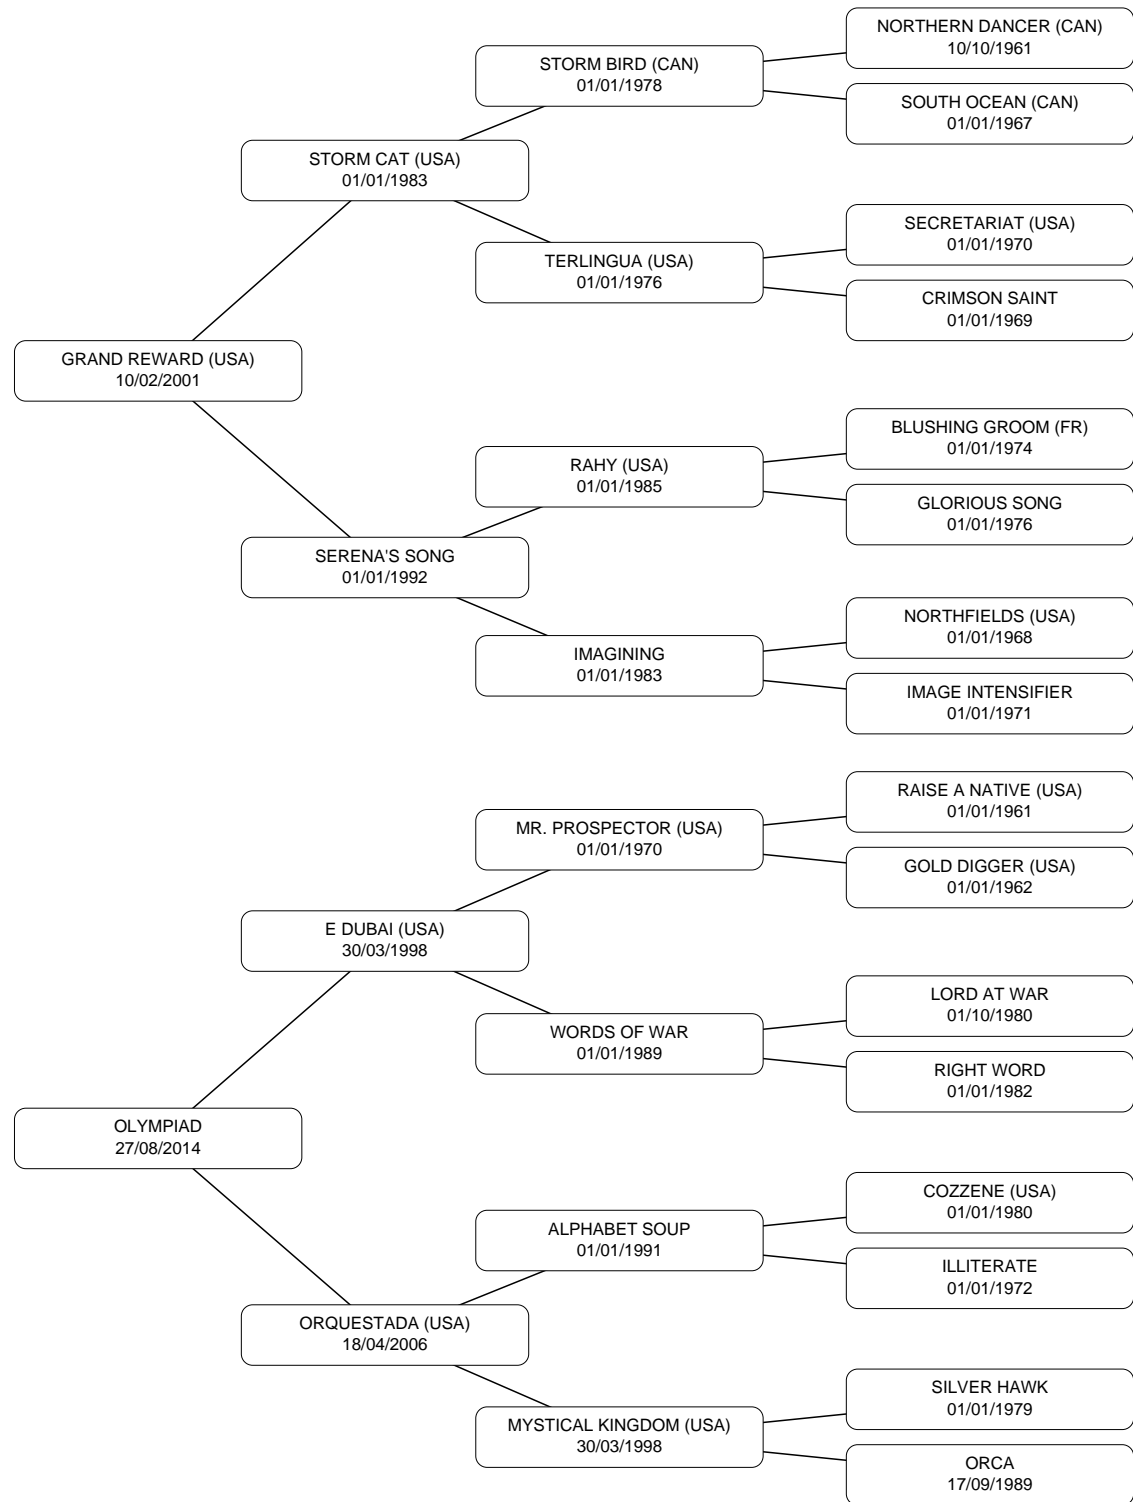 NORTHERN DANCER (CAN)
10/10/1961
STORM BIRD (CAN)
01/01/1978
SOUTH OCEAN (CAN)
01/01/1967
STORM CAT (USA)
01/01/1983
SECRETARIAT (USA)
01/01/1970
TERLINGUA (USA)
01/01/1976
CRIMSON SAINT
01/01/1969
GRAND REWARD (USA)
10/02/2001
BLUSHING GROOM (FR)
01/01/1974
RAHY (USA)
01/01/1985
GLORIOUS SONG
01/01/1976
SERENA'S SONG
01/01/1992
NORTHFIELDS (USA)
01/01/1968
IMAGINING
01/01/1983
IMAGE INTENSIFIER
01/01/1971
RAISE A NATIVE (USA)
01/01/1961
MR. PROSPECTOR (USA)
01/01/1970
GOLD DIGGER (USA)
01/01/1962
E DUBAI (USA)
30/03/1998
LORD AT WAR
01/10/1980
WORDS OF WAR
01/01/1989
RIGHT WORD
01/01/1982
OLYMPIAD
27/08/2014
COZZENE (USA)
01/01/1980
ALPHABET SOUP
01/01/1991
ILLITERATE
01/01/1972
ORQUESTADA (USA)
18/04/2006
SILVER HAWK
01/01/1979
MYSTICAL KINGDOM (USA)
30/03/1998
ORCA
17/09/1989